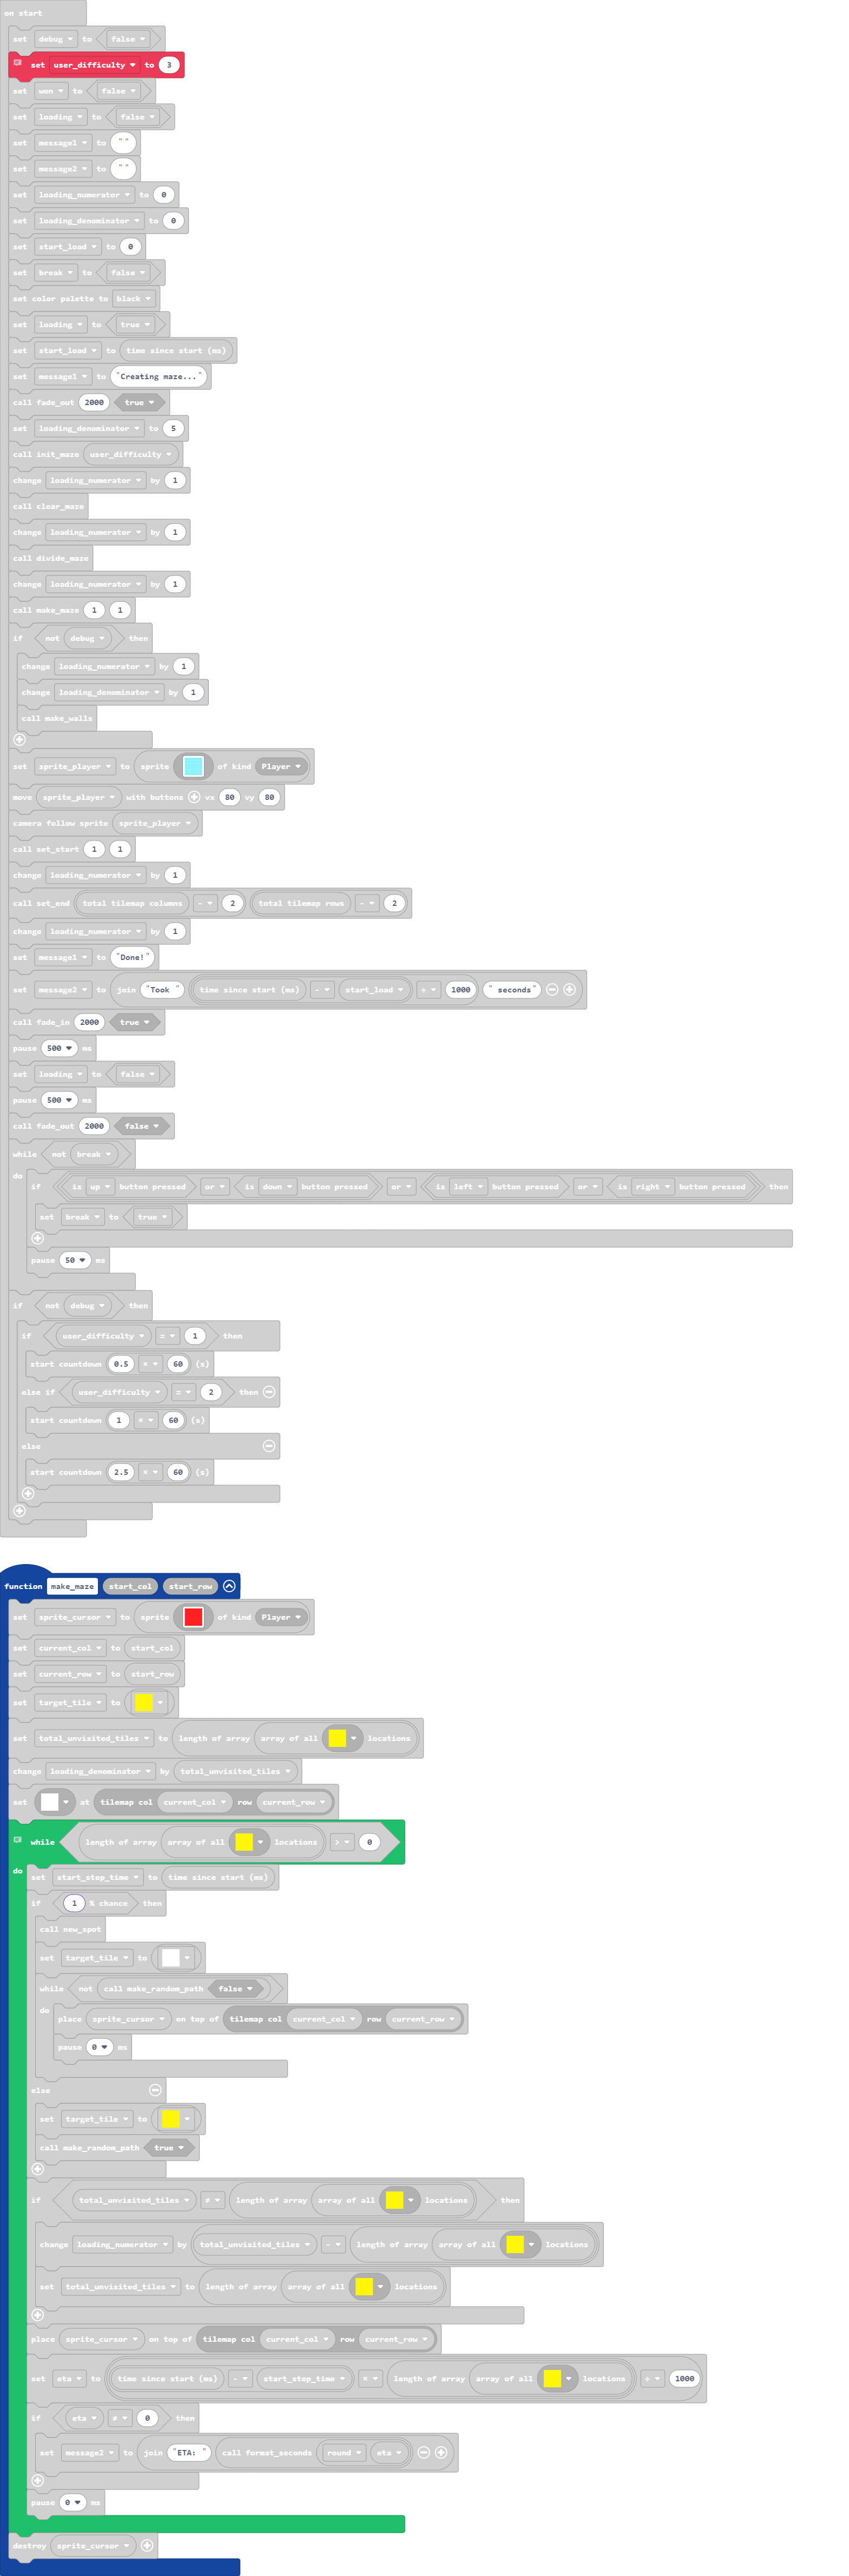 on start
set debug to false
set user_difficulty to 3
set won to false
set loading to false
set message1 to " "
set message2 to " "
set loading_numerator to 0
set loading_denominator to 0
set start_load to 0
set break to false
set color palette to black
set loading to true
set start_load to time since start (ms)
set message1 to "Creating maze..."
call fade_out 2000 true
set loading_denominator to 5
call init_maze user_difficulty
change loading_numerator by 1
call clear_maze
change loading_numerator by 1
call divide_maze
change loading_numerator by 1
call make_maze 1 1
if not debug then
change loading_numerator by 1
change loading_denominator by 1
call make_walls
set sprite_player to sprite of kind Player
move sprite_player with buttons vx 80 vy 80
camera follow sprite sprite_player
call set_start 1 1
change loading_numerator by 1
call set_end total tilemap columns - 2 total tilemap rows - 2
change loading_numerator by 1
set message1 to "Done!"
set message2 to join "Took " time since start (ms) - start_load ÷ 1000 " seconds"
call fade_in 2000 true
pause 500 ms
set loading to false
pause 500 ms
call fade_out 2000 false
while not break
do if is up button pressed or is down button pressed or is left button pressed or is right button pressed then
set break to true
pause 50 ms
if not debug then
if user_difficulty = 1 then
start countdown 0.5 × 60 (s)
else if user_difficulty = 2 then
start countdown 1 × 60 (s)
else
start countdown 2.5 × 60 (s)
function make_maze start_col start_row
set sprite_cursor to sprite of kind Player
set current_col to start_col
set current_row to start_row
set target_tile to
set total_unvisited_tiles to length of array array of all locations
change loading_denominator by total_unvisited_tiles
set at tilemap col current_col row current_row
while length of array array of all locations > 0
do set start_stop_time to time since start (ms)
if 1 % chance then
call new_spot
set target_tile to
while not call make_random_path false
do place sprite_cursor on top of tilemap col current_col row current_row
pause 0 ms
else
set target_tile to
call make_random_path true
if total_unvisited_tiles ≠ length of array array of all locations then
change loading_numerator by total_unvisited_tiles - length of array array of all locations
set total_unvisited_tiles to length of array array of all locations
place sprite_cursor on top of tilemap col current_col row current_row
set eta to time since start (ms) - start_stop_time × length of array array of all locations ÷ 1000
if eta ≠ 0 then
set message2 to join "ETA: " call format_seconds round eta
pause 0 ms
destroy sprite_cursor